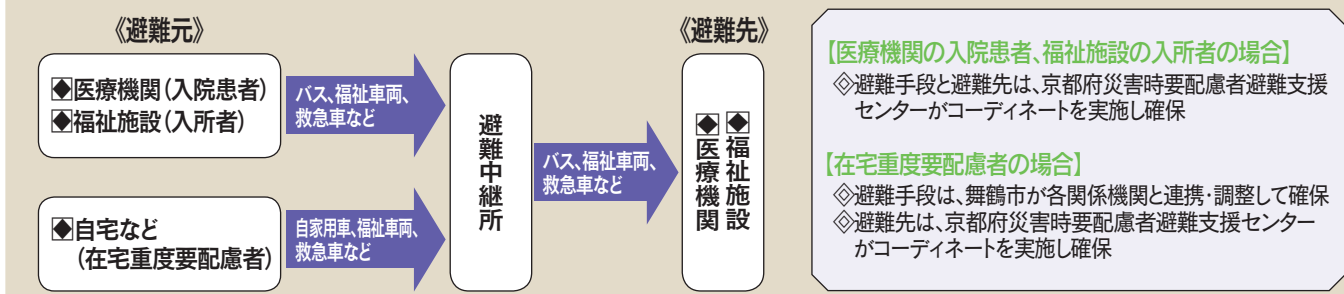 《避難元》
◈医療機関(入院患者)
◈福祉施設(入所者)
バス、福祉車両、
救急車など
◈自宅など
(在宅重度要配慮者)
自家用車、福祉車両、
救急車など
避難中継所
バス、福祉車両、
救急車など
《避難先》
◈福祉施設
◈医療機関
【医療機関の入院患者、福祉施設の入所者の場合】
◇避難手段と避難先は、京都府災害時要配慮者避難支援
センターがコーディネートを実施し確保
【在宅重度要配慮者の場合】
◇避難手段は、舞鶴市が各関係機関と連携・調整して確保
◇避難先は、京都府災害時要配慮者避難支援センター
がコーディネートを実施し確保